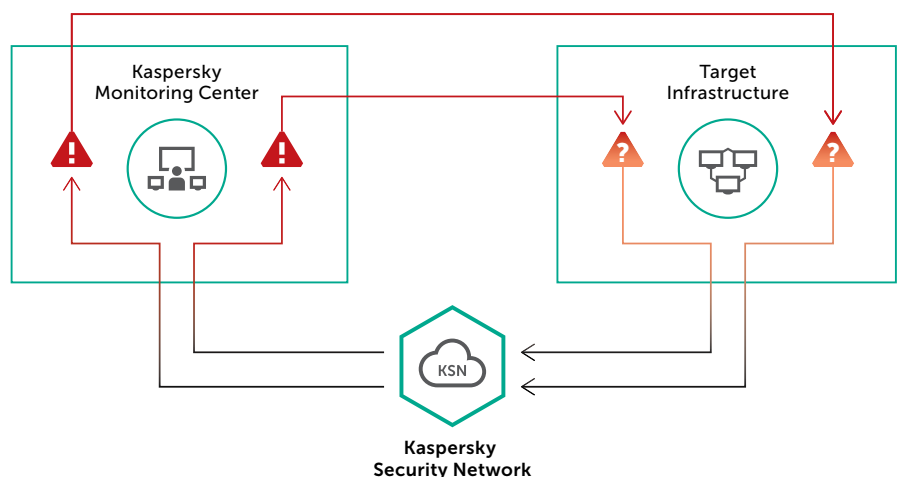 Kaspersky
Monitoring Center
Target
Infrastructure
!
!
?
?
KSN
Kaspersky
Security Network